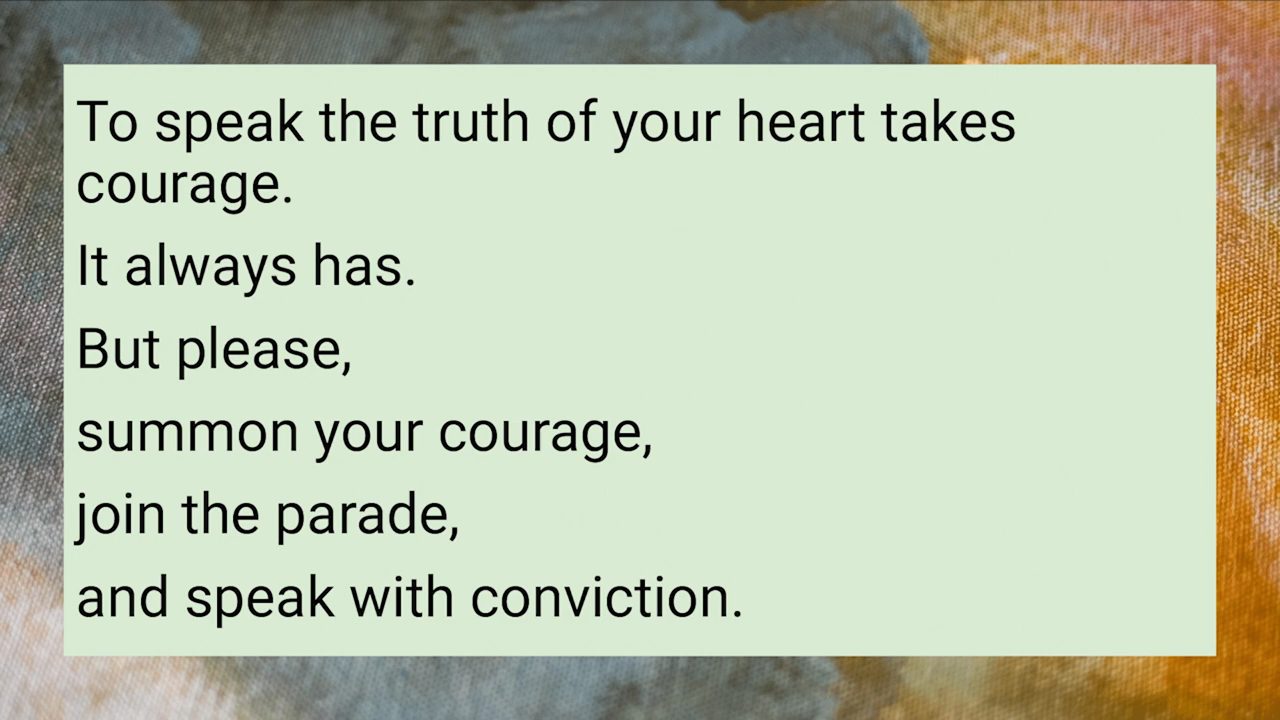 To speak the truth of your heart takes
courage.
It always has.
But please,
summon your courage,
join the parade,
and speak with conviction.